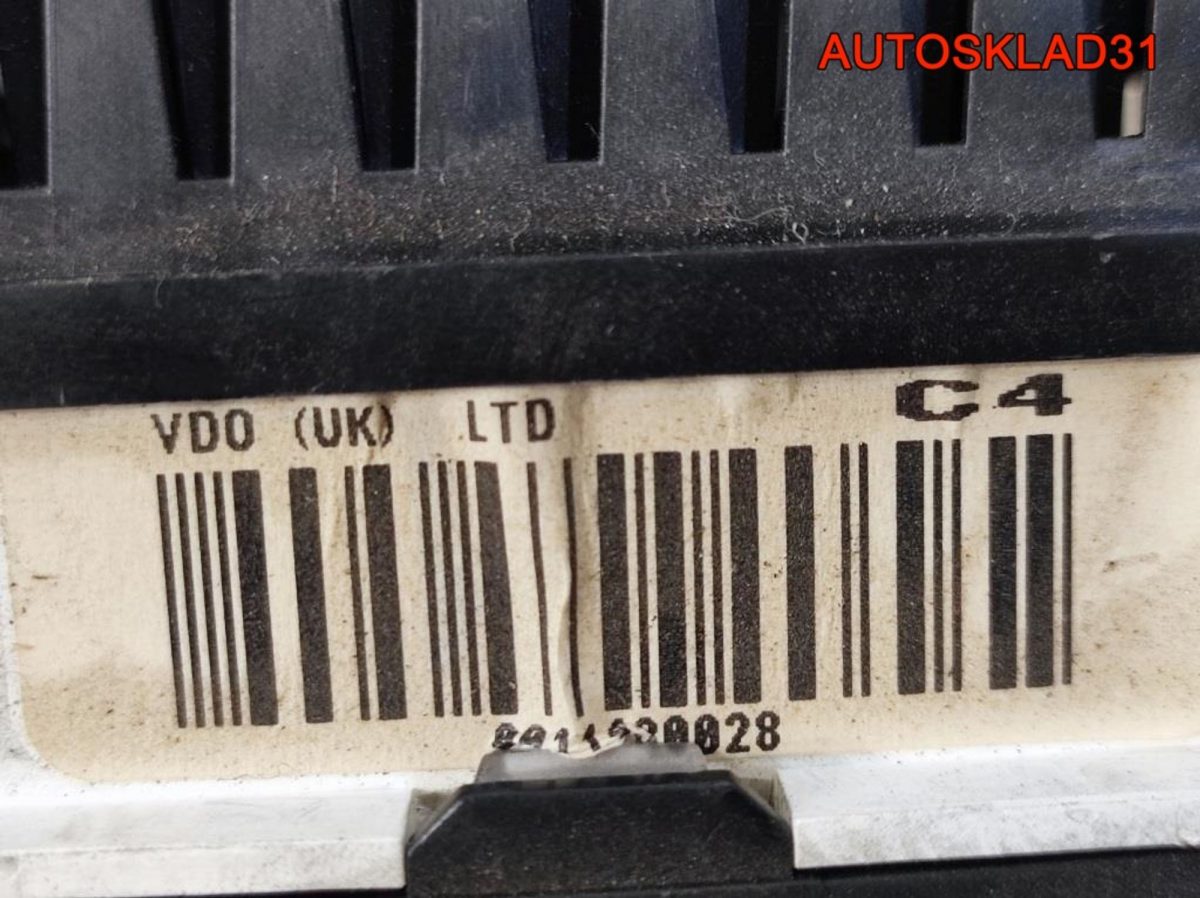 AUTOSKLAD31
VDO (UK) LTD
C4